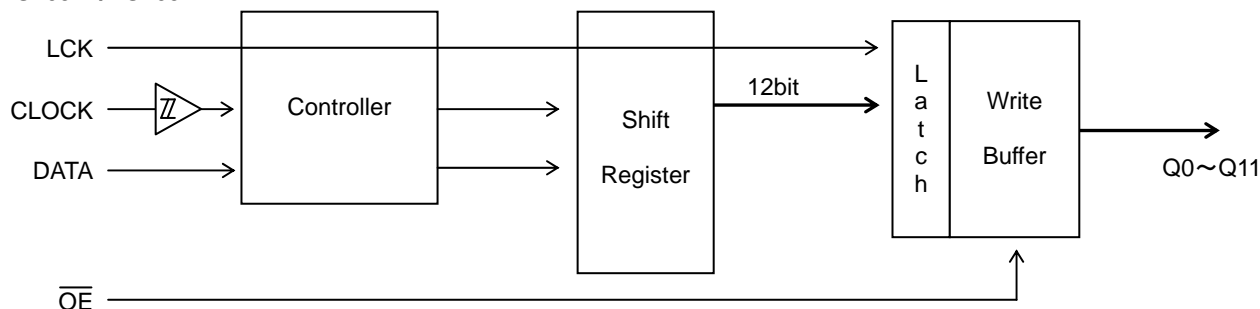 LCK
CLOCK
DATA
OE
Controller
Shift
Register
12bit
L
a
t
c
h
Write
Buffer
Q0～Q11